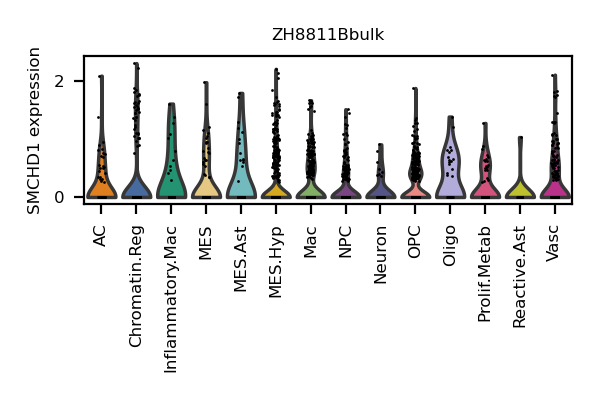 ZH8811Bbulk
SMCHD1 expression
2
0
AC
Chromatin.Reg
Inflammatory.Mac
MES
MES.Ast
MES.Hyp
Mac
NPC
Neuron
OPC
Oligo
Prolif.Metab
Reactive.Ast
Vasc